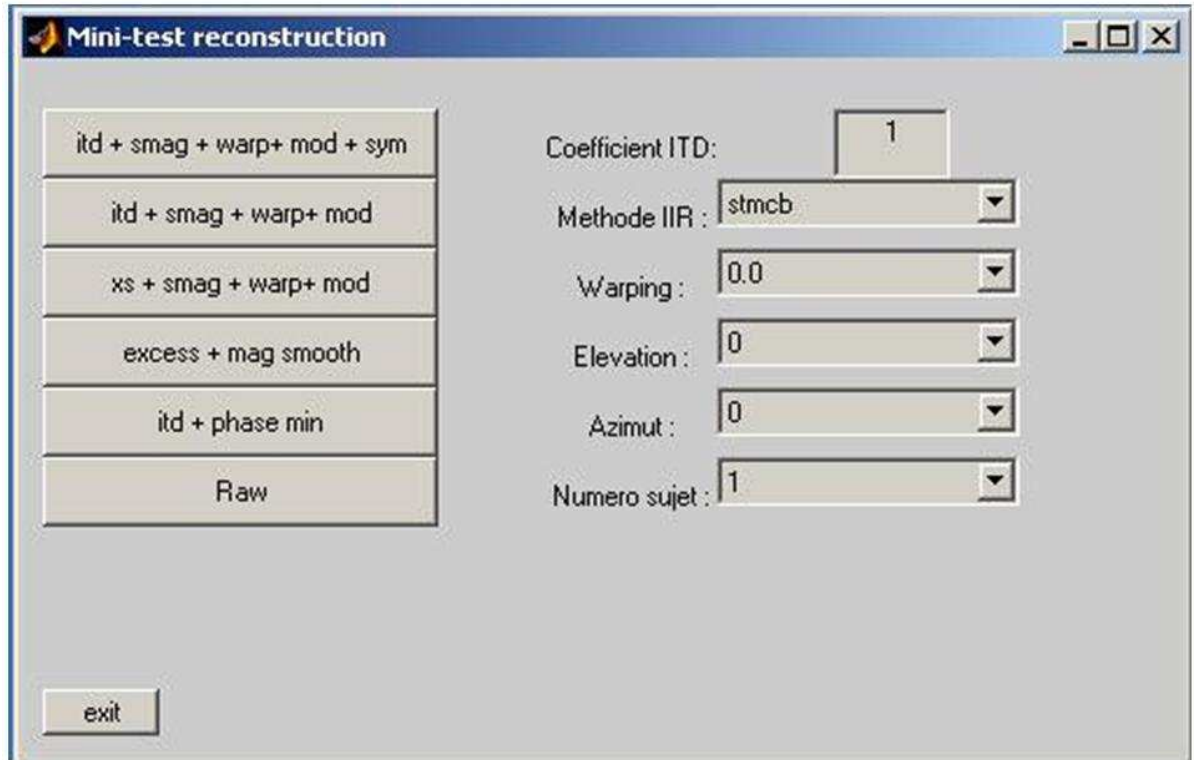 Mini-test reconstruction
itd + smag + warp+ mod + sym
itd + smag + warp+ mod
xs + smag + warp+ mod
excess + mag smooth
itd + phase min
Raw
exit
Coefficient ITD: 1
Methode IIR : stmcb
Warping : 0.0
Elevation : 0
Azimut : 0
Numero sujet : 1